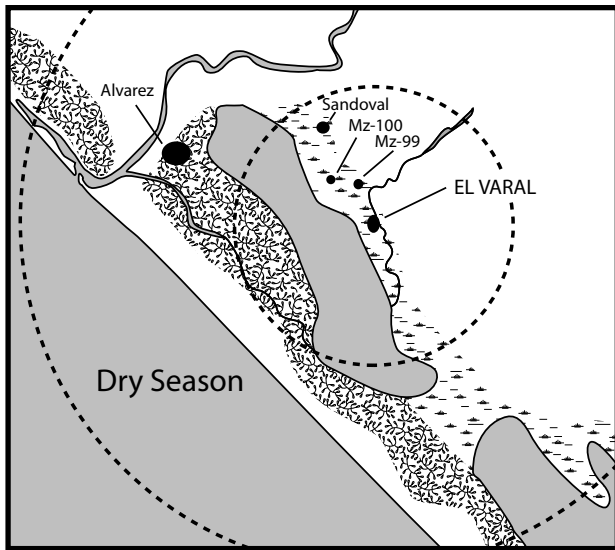 Alvarez
Sandoval
Mz-100
Mz-99
EL VARAL
Dry Season